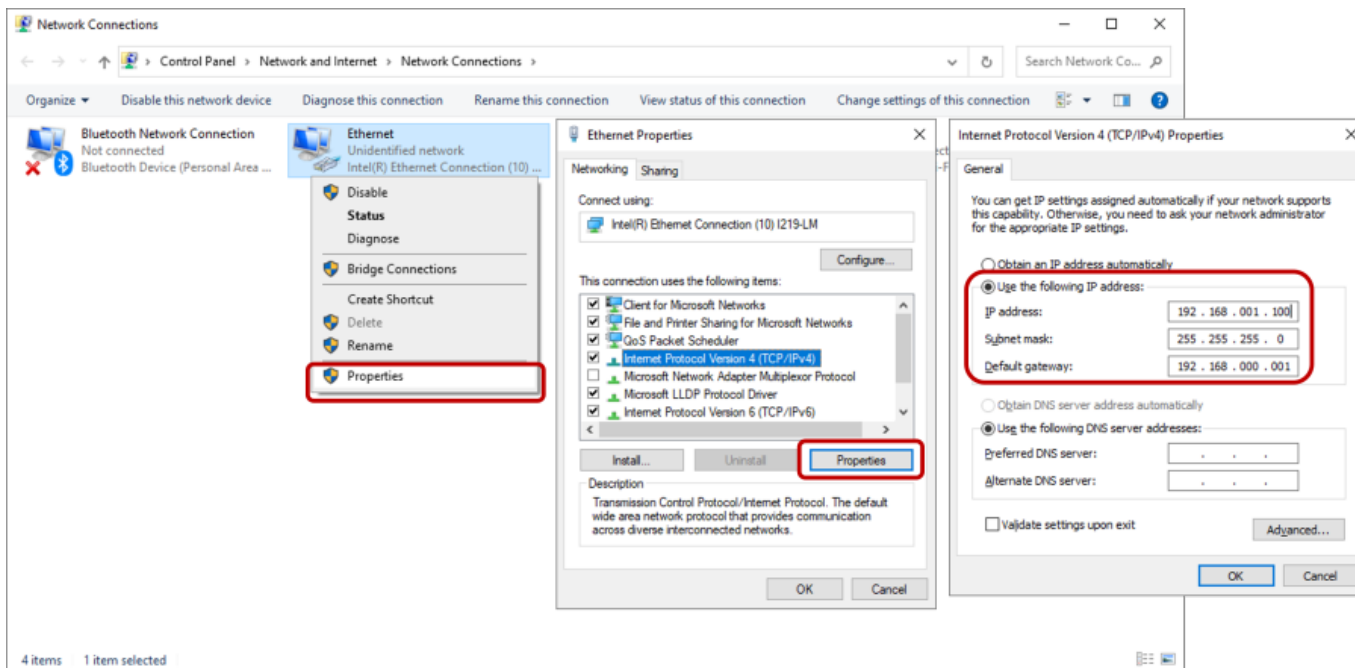 Network Connections
Control Panel > Network and Internet > Network Connections >
Search Network Co...
Organize
Disable this network device
Diagnose this connection
Rename this connection
View status of this connection
Change settings of this connection
Bluetooth Network Connection
Not connected
Bluetooth Device (Personal Area ...
Ethernet
Unidentified network
Intel(R) Ethernet Connection (10) ...
Disable
Status
Diagnose
Bridge Connections
Create Shortcut
Delete
Rename
Properties
Ethernet Properties
Networking
Sharing
Connect using:
Intel(R) Ethernet Connection (10) I219-LM
Configure...
This connection uses the following items:
Client for Microsoft Networks
File and Printer Sharing for Microsoft Networks
QoS Packet Scheduler
Internet Protocol Version 4 (TCP/IPv4)
Microsoft Network Adapter Multiplexor Protocol
Microsoft LLDP Protocol Driver
Internet Protocol Version 6 (TCP/IPv6)
Install...
Uninstall
Properties
Description
Transmission Control Protocol/Internet Protocol. The default
wide area network protocol that provides communication
across diverse interconnected networks.
OK
Cancel
Internet Protocol Version 4 (TCP/IPv4) Properties
General
You can get IP settings assigned automatically if your network supports
this capability. Otherwise, you need to ask your network administrator
for the appropriate IP settings.
Obtain an IP address automatically
Use the following IP address:
IP address:
192 . 168 . 001 . 100
Subnet mask:
255 . 255 . 255 . 0
Default gateway:
192 . 168 . 000 . 001
Obtain DNS server address automatically
Use the following DNS server addresses:
Preferred DNS server:
. . .
Alternate DNS server:
. . .
Validate settings upon exit
Advanced...
OK
Cancel
4 items
1 item selected